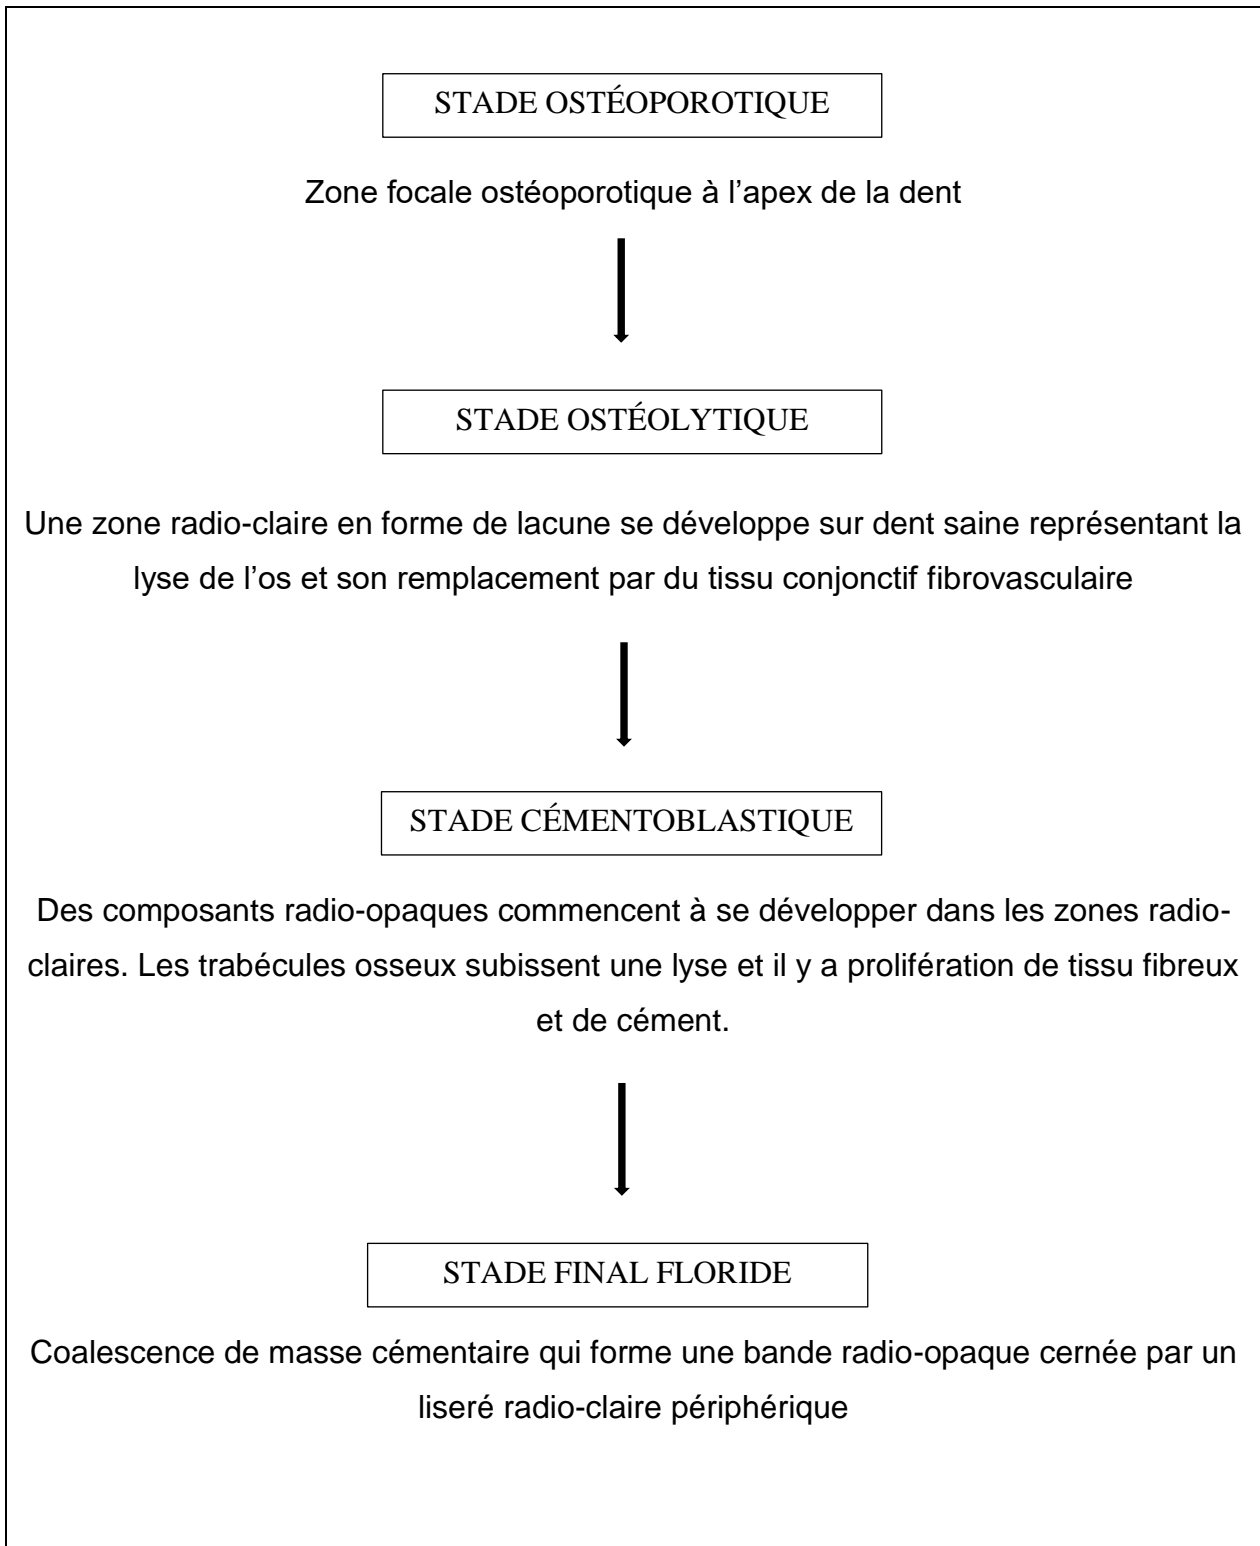 STADE OSTÉOPOROTIQUE
Zone focale ostéoporotique à l’apex de la dent
STADE OSTÉOLYTIQUE
Une zone radio-claire en forme de lacune se développe sur dent saine représentant la
lyse de l’os et son remplacement par du tissu conjonctif fibrovasculaire
STADE CÉMENTOBLASTIQUE
Des composants radio-opaques commencent à se développer dans les zones radio-
claires. Les trabécules osseux subissent une lyse et il y a prolifération de tissu fibreux
et de cément.
STADE FINAL FLORIDE
Coalescence de masse cémentaire qui forme une bande radio-opaque cernée par un
liseré radio-claire périphérique